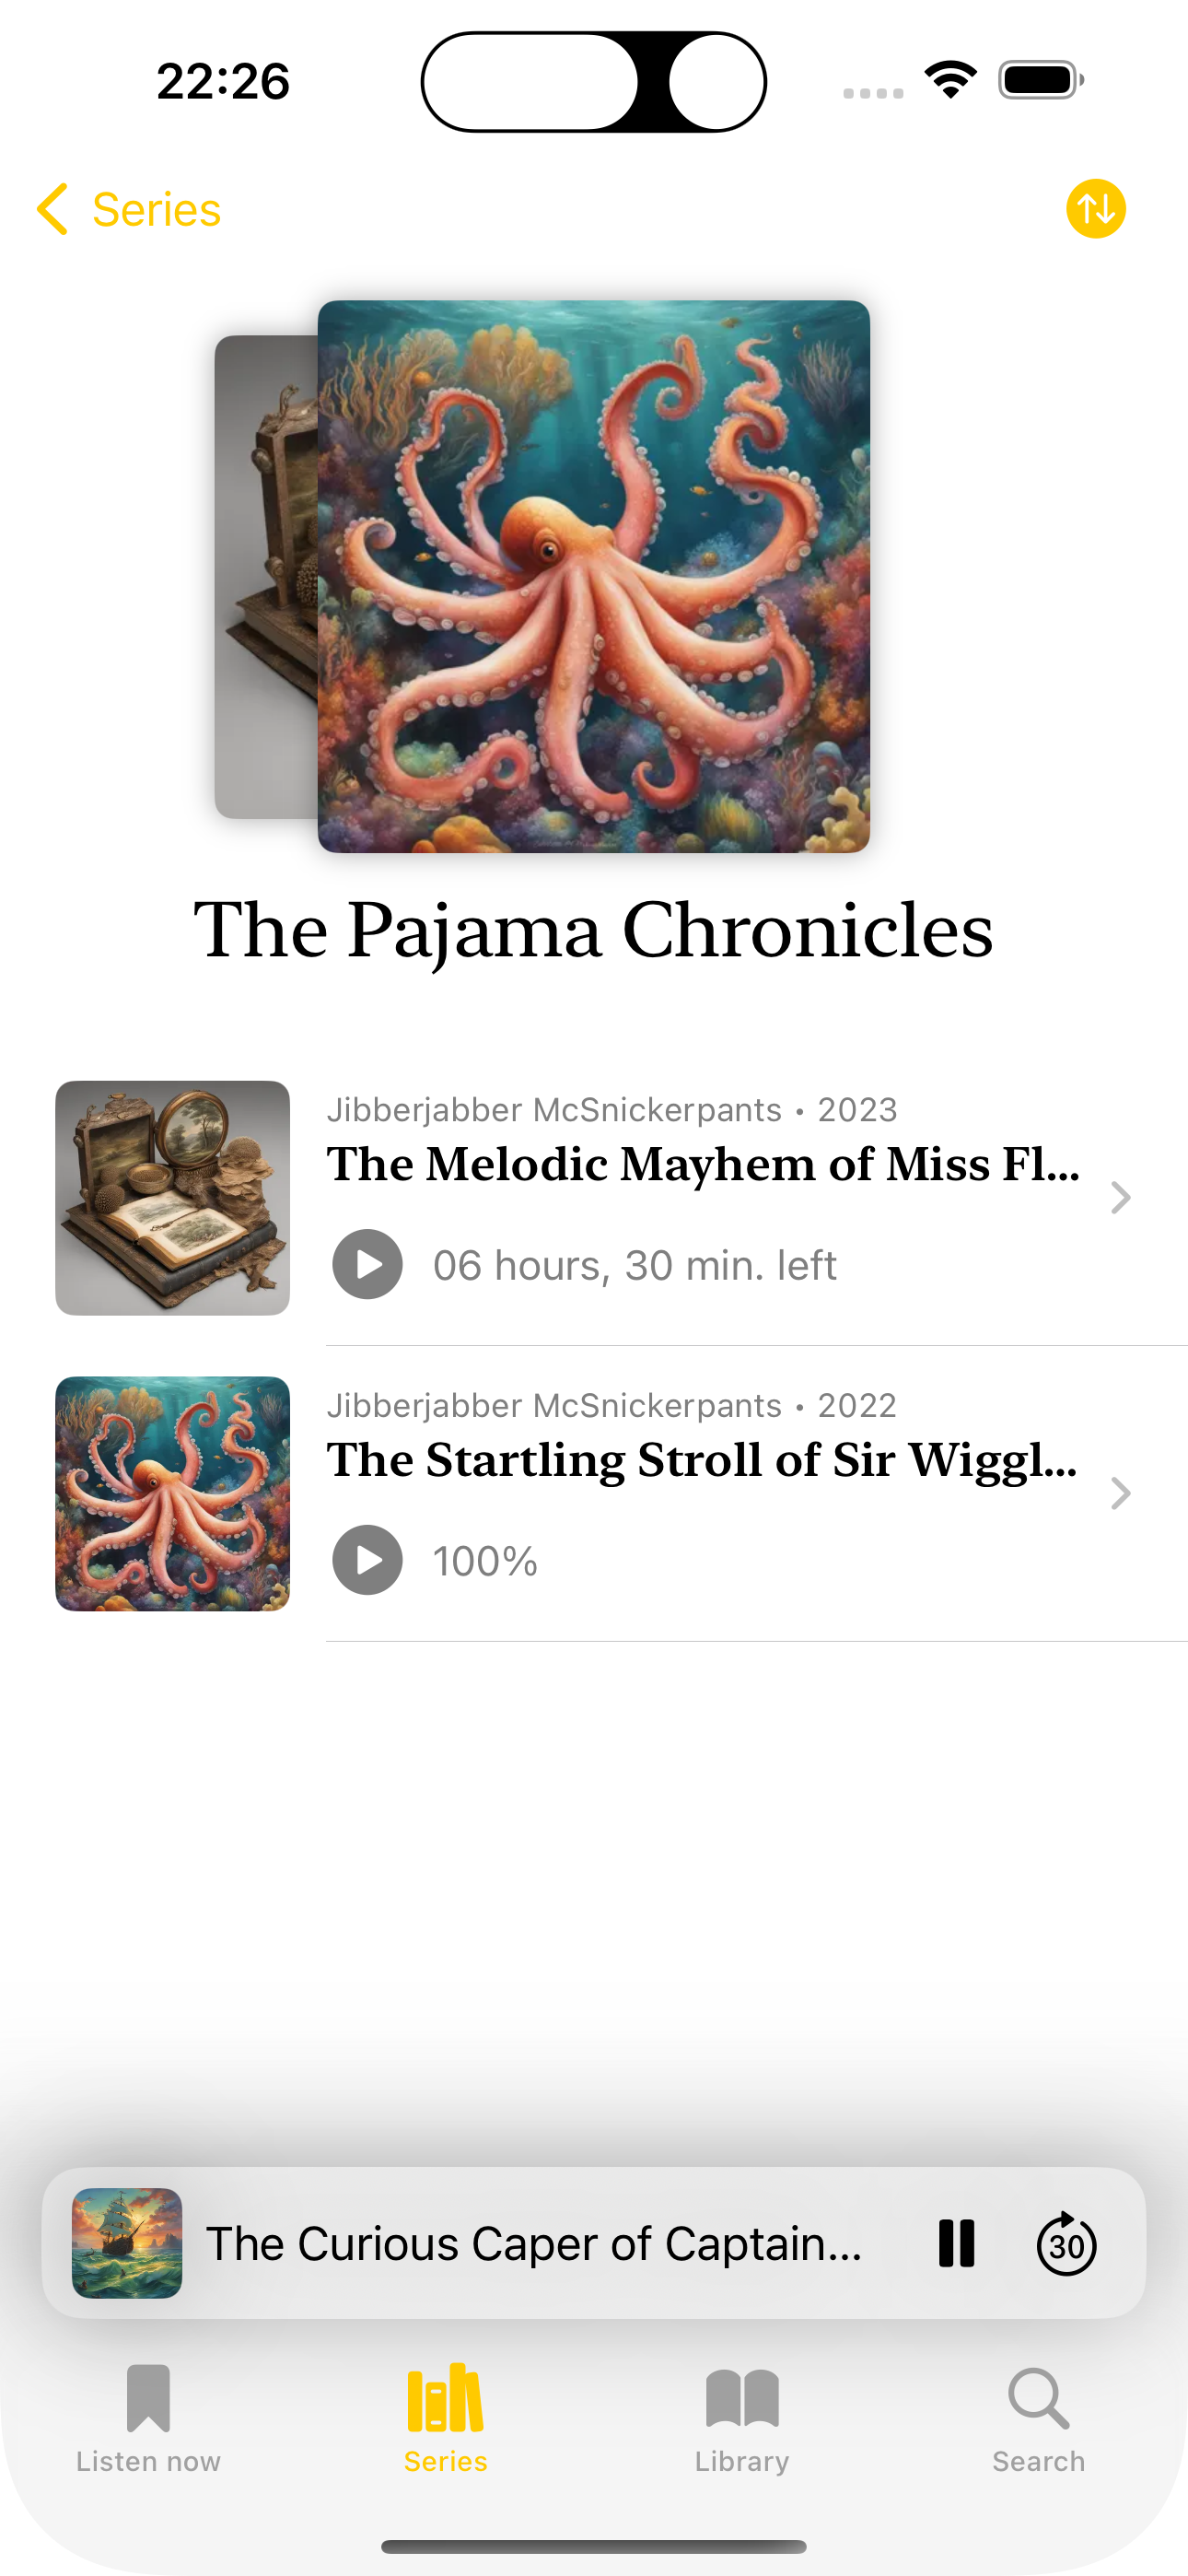 22:26
Series
The Pajama Chronicles
Jibberjabber McSnickerpants • 2023
The Melodic Mayhem of Miss Fl...
06 hours, 30 min. left
Jibberjabber McSnickerpants • 2022
The Startling Stroll of Sir Wiggl...
100%
The Curious Caper of Captain...
30
Listen now
Series
Library
Search